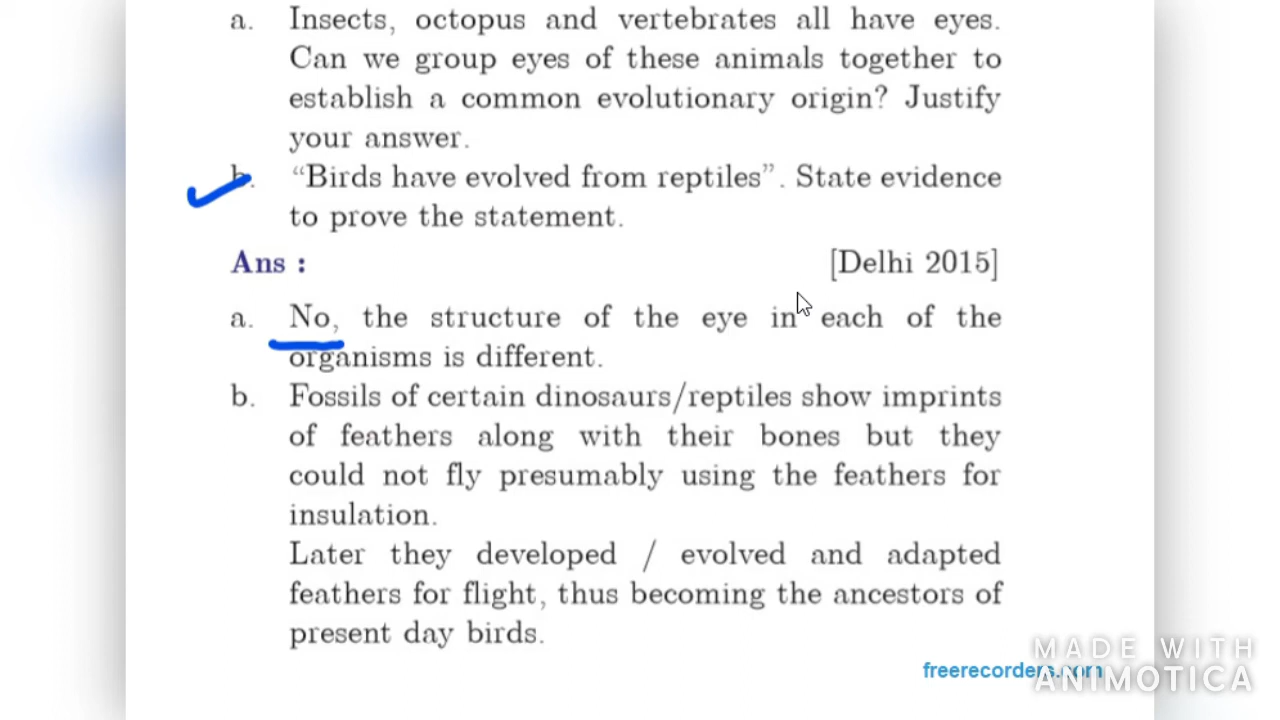 a. Insects, octopus and vertebrates all have eyes.
Can we group eyes of these animals together to
establish a common evolutionary origin? Justify
your answer.
b. “Birds have evolved from reptiles”. State evidence
to prove the statement.
Ans : [Delhi 2015]
a. No, the structure of the eye in each of the
organisms is different.
b. Fossils of certain dinosaurs/reptiles show imprints
of feathers along with their bones but they
could not fly presumably using the feathers for
insulation.
Later they developed / evolved and adapted
feathers for flight, thus becoming the ancestors of
present day birds.
MADE WITH
freerecorders.com
ANIMOTICA